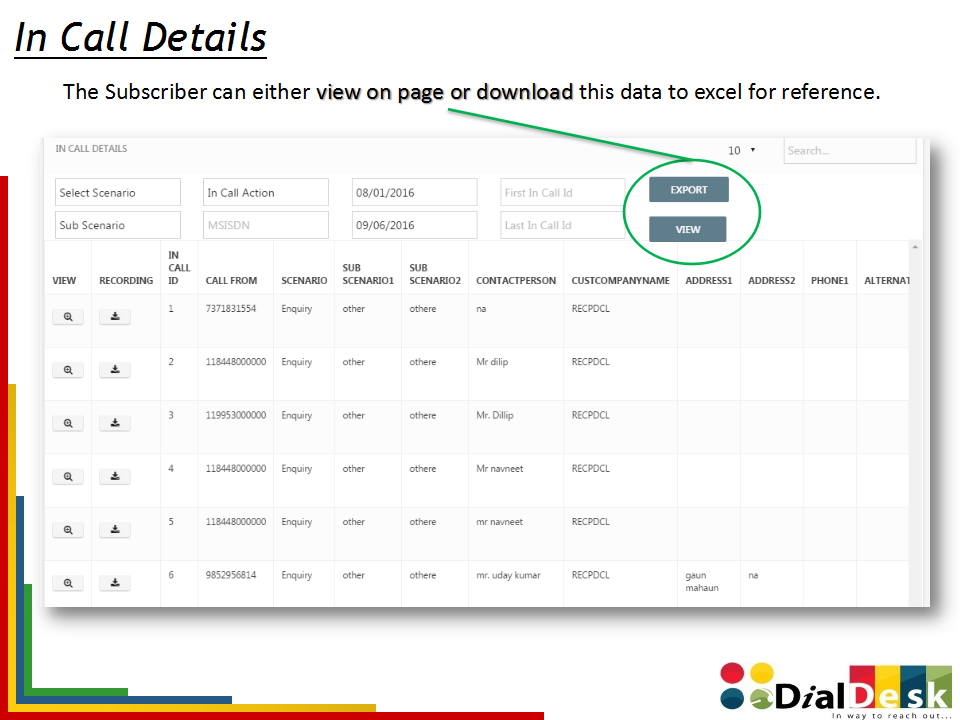 In Call Details
The Subscriber can either view on page or download this data to excel for reference.
IN CALL DETAILS
10
Search...
Select Scenario
In Call Action
08/01/2016
First In Call Id
EXPORT
Sub Scenario
MSISDN
09/06/2016
Last In Call Id
VIEW
VIEW RECORDING IN CALL ID CALL FROM SCENARIO SUB SCENARIO1 SUB SCENARIO2 CONTACTPERSON CUSTCOMPANYNAME ADDRESS1 ADDRESS2 PHONE1 ALTERNAT
1 7371831554 Enquiry other othere na RECPDCL
2 118448000000 Enquiry other othere Mr dilip RECPDCL
3 119953000000 Enquiry other othere Mr. Dillip RECPDCL
4 118448000000 Enquiry other othere Mr navneet RECPDCL
5 118448000000 Enquiry other othere mr navneet RECPDCL
6 9852956814 Enquiry other othere mr. uday kumar RECPDCL gaun mahaun na
DialDesk
In way to reach out...